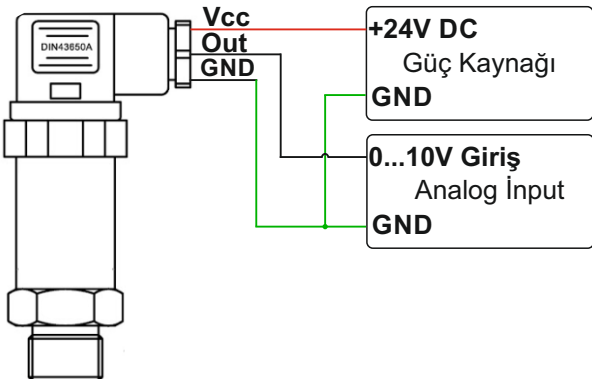 DIN43650A
Vcc
Out
GND
+24V DC
Güç Kaynağı
GND
0...10V Giriş
Analog İnput
GND